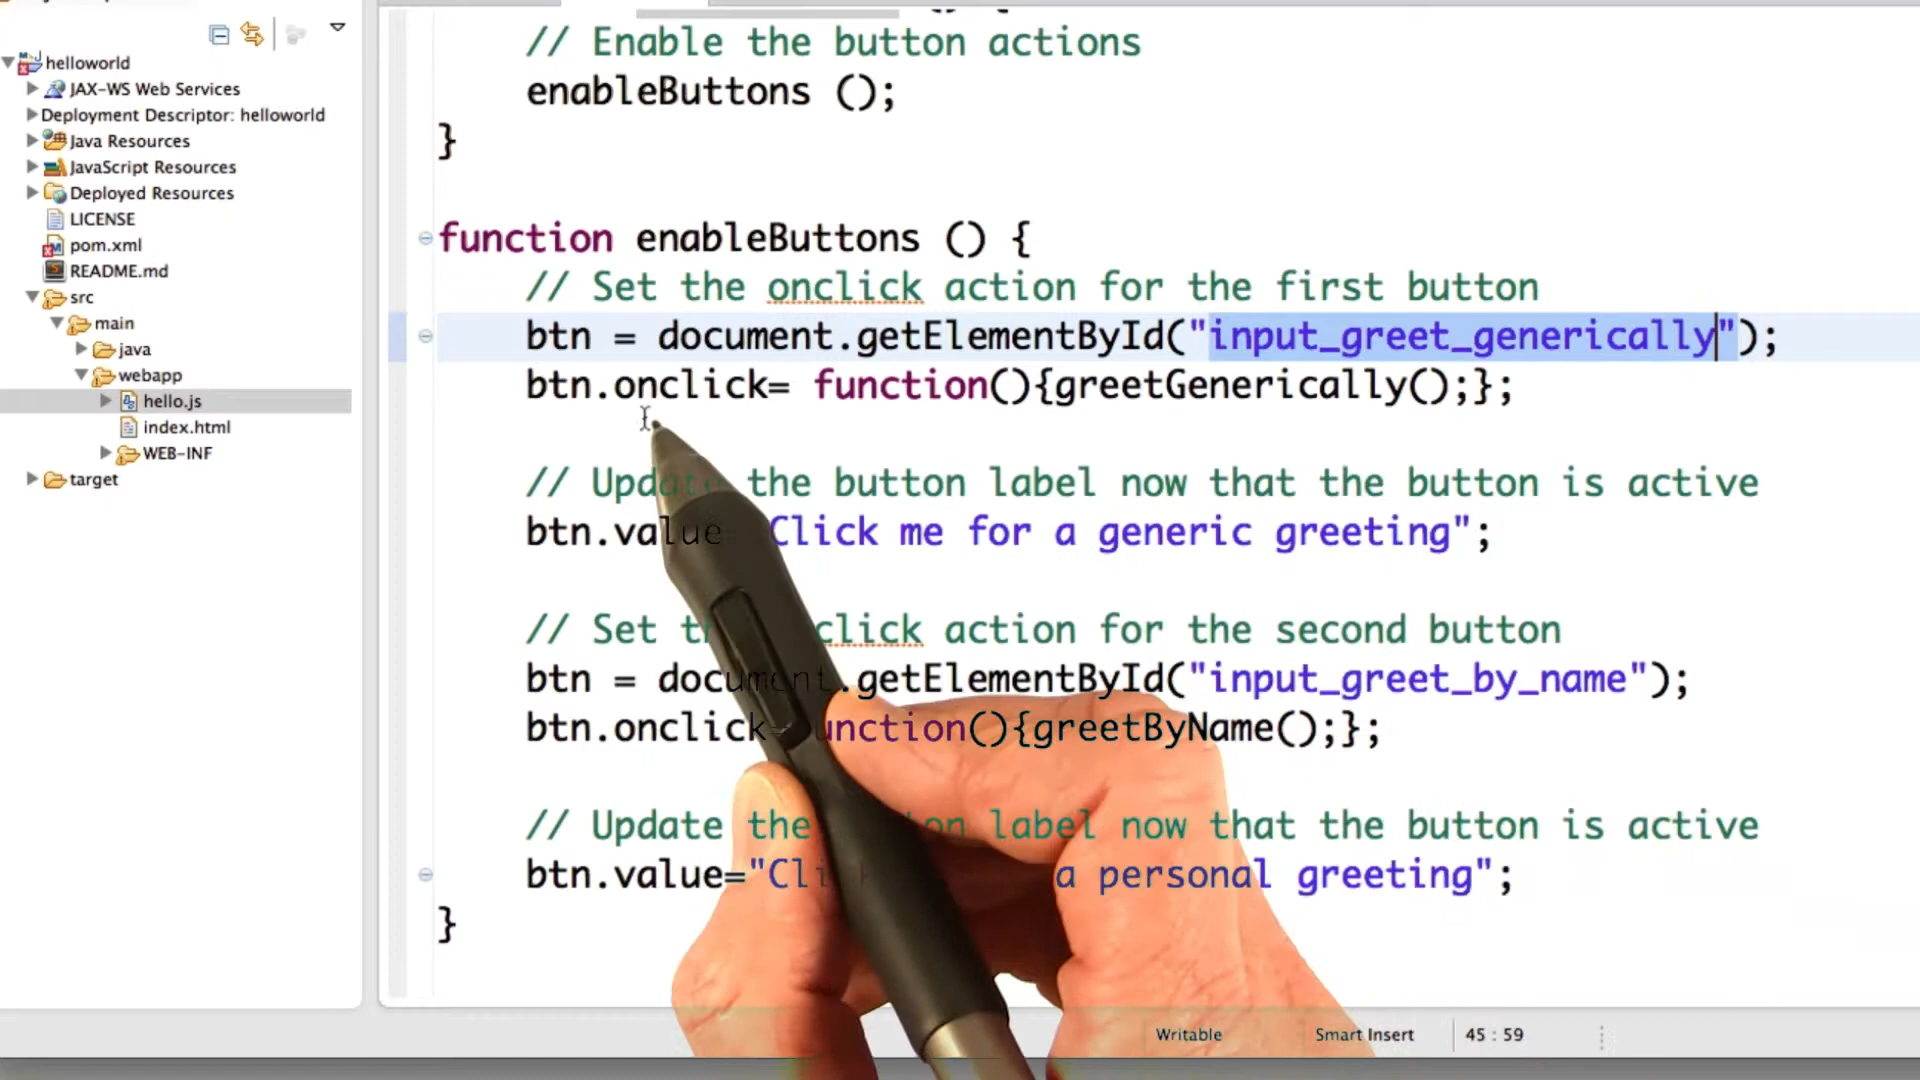 helloworld
JAX-WS Web Services
Deployment Descriptor: helloworld
Java Resources
JavaScript Resources
Deployed Resources
LICENSE
pom.xml
README.md
src
main
java
webapp
hello.js
index.html
WEB-INF
target
// Enable the button actions
enableButtons ();
}
function enableButtons () {
// Set the onclick action for the first button
btn = document.getElementById("input_greet_generically");
btn.onclick= function(){greetGenerically();};
// Update the button label now that the button is active
btn.value= Click me for a generic greeting";
// Set click action for the second button
btn = document.getElementById("input_greet_by_name");
btn.onclick= unction(){greetByName();};
// Update the label now that the button is active
btn.value="Cli a personal greeting";
}
Writable
Smart Insert
45 : 59